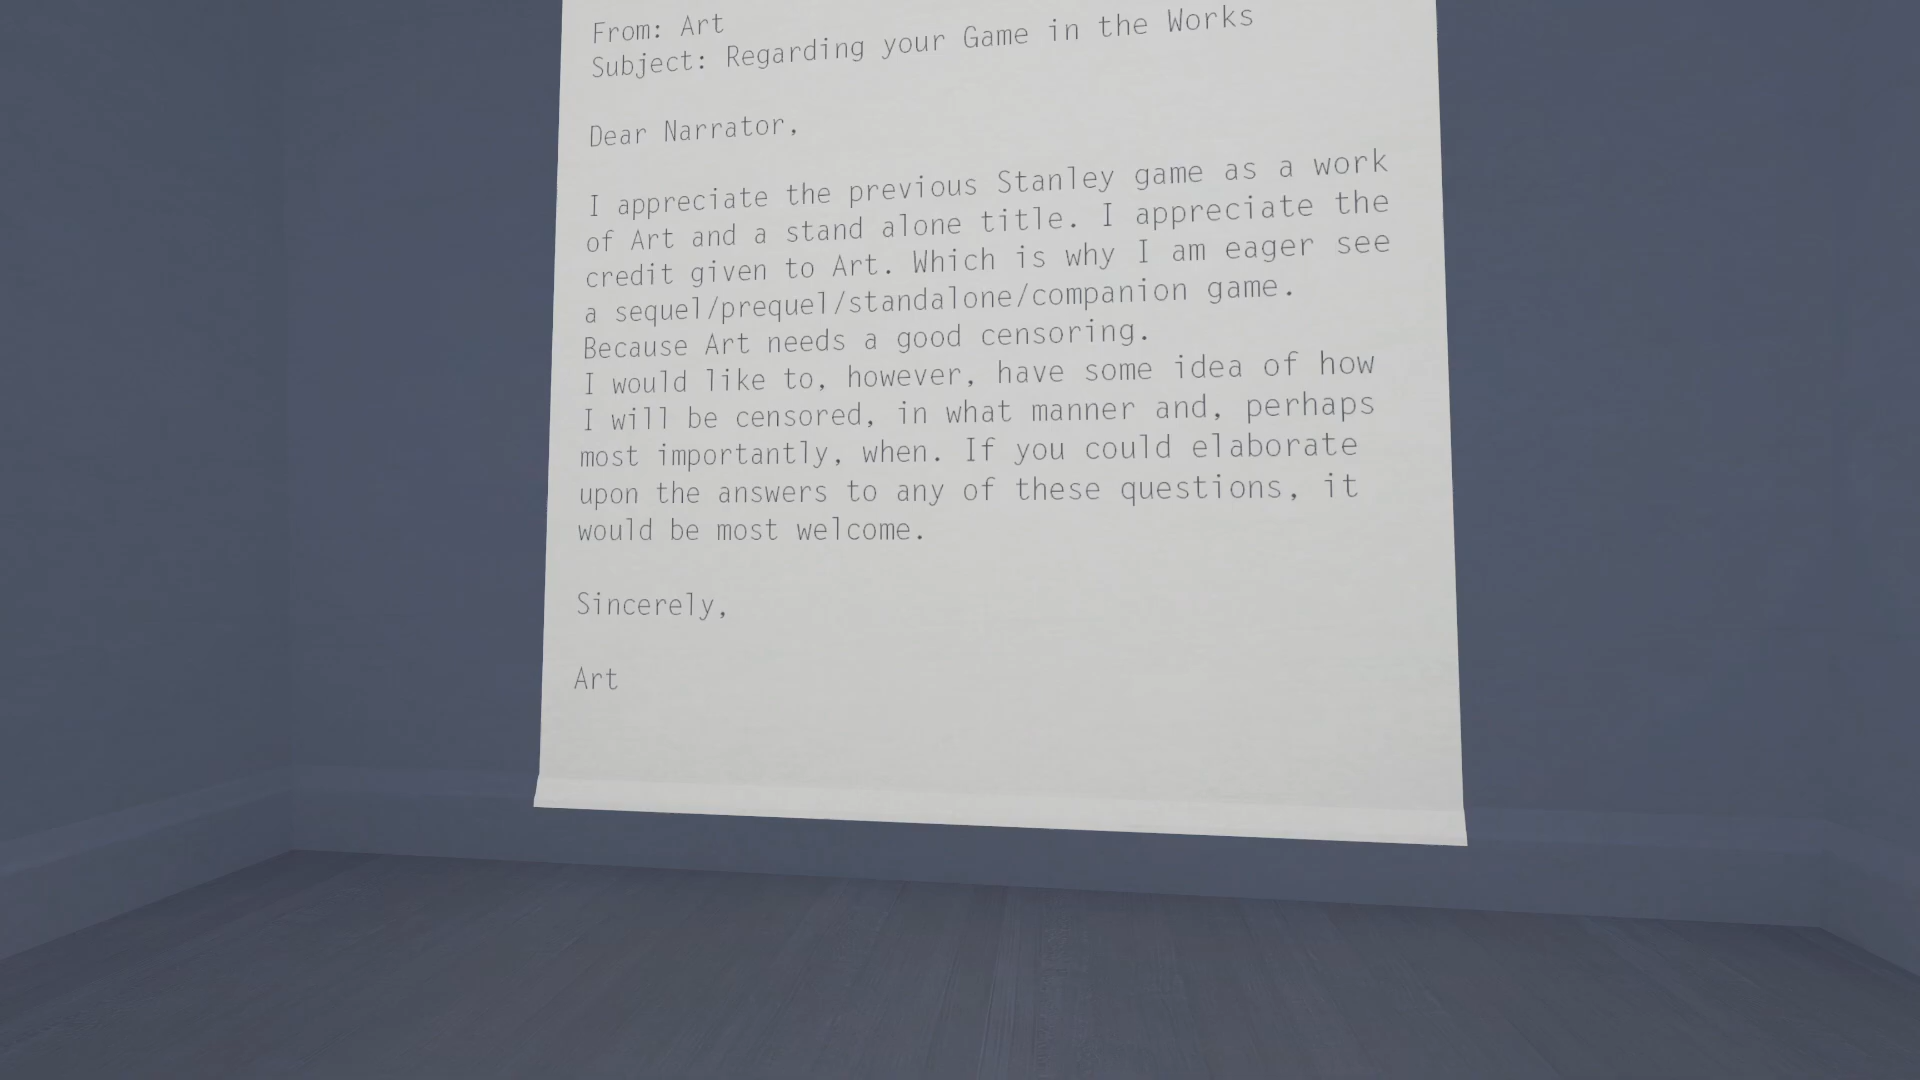 From: Art
Subject: Regarding your Game in the Works
Dear Narrator,
I appreciate the previous Stanley game as a work
of Art and a stand alone title. I appreciate the
credit given to Art. Which is why I am eager see
a sequel/prequel/standalone/companion game.
Because Art needs a good censoring.
I would like to, however, have some idea of how
I will be censored, in what manner and, perhaps
most importantly, when. If you could elaborate
upon the answers to any of these questions, it
would be most welcome.
Sincerely,
Art